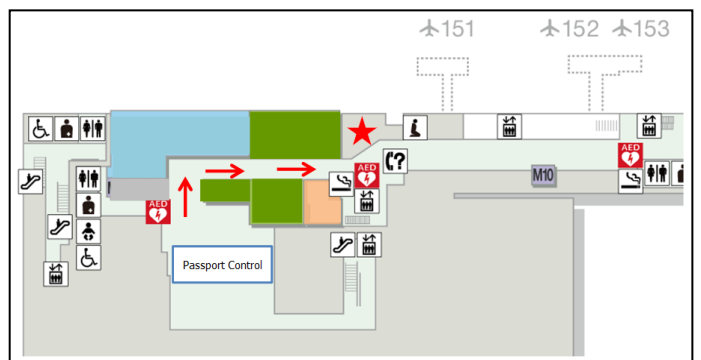 151
152
153
AED
AED
?
M10
AED
Passport Control